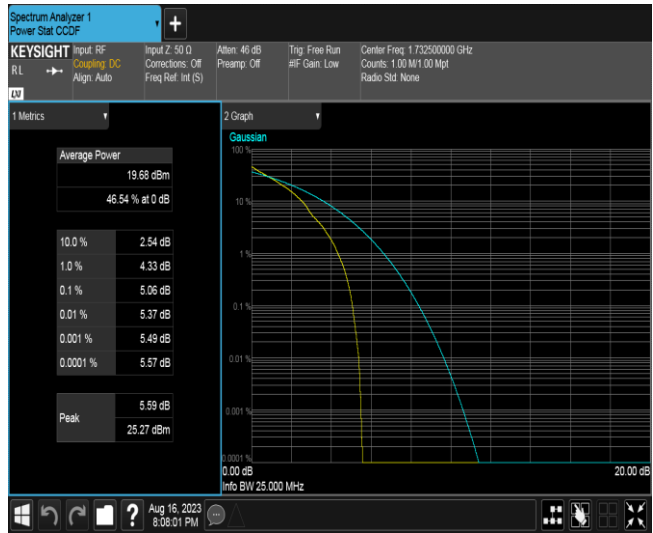 Spectrum Analyzer 1
Power Stat CCDF
+
KEYSIGHT
RL
LXI
Input: RF
Coupling: DC
Align: Auto
Input Z: 50 Ω
Corrections: Off
Freq Ref: Int (S)
Atten: 46 dB
Preamp: Off
Trig: Free Run
#IF Gain: Low
Center Freq: 1.732500000 GHz
Counts: 1.00 M/1.00 Mpt
Radio Std: None
1 Metrics
Average Power
19.68 dBm
46.54 % at 0 dB
10.0 % 2.54 dB
1.0 % 4.33 dB
0.1 % 5.06 dB
0.01 % 5.37 dB
0.001 % 5.49 dB
0.0001 % 5.57 dB
Peak
5.59 dB
25.27 dBm
2 Graph
Gaussian
100 %
10 %
1 %
0.1 %
0.01 %
0.001 %
0.0001 %
0.00 dB 20.00 dB
Info BW 25.000 MHz
?
Aug 16, 2023
8:08:01 PM